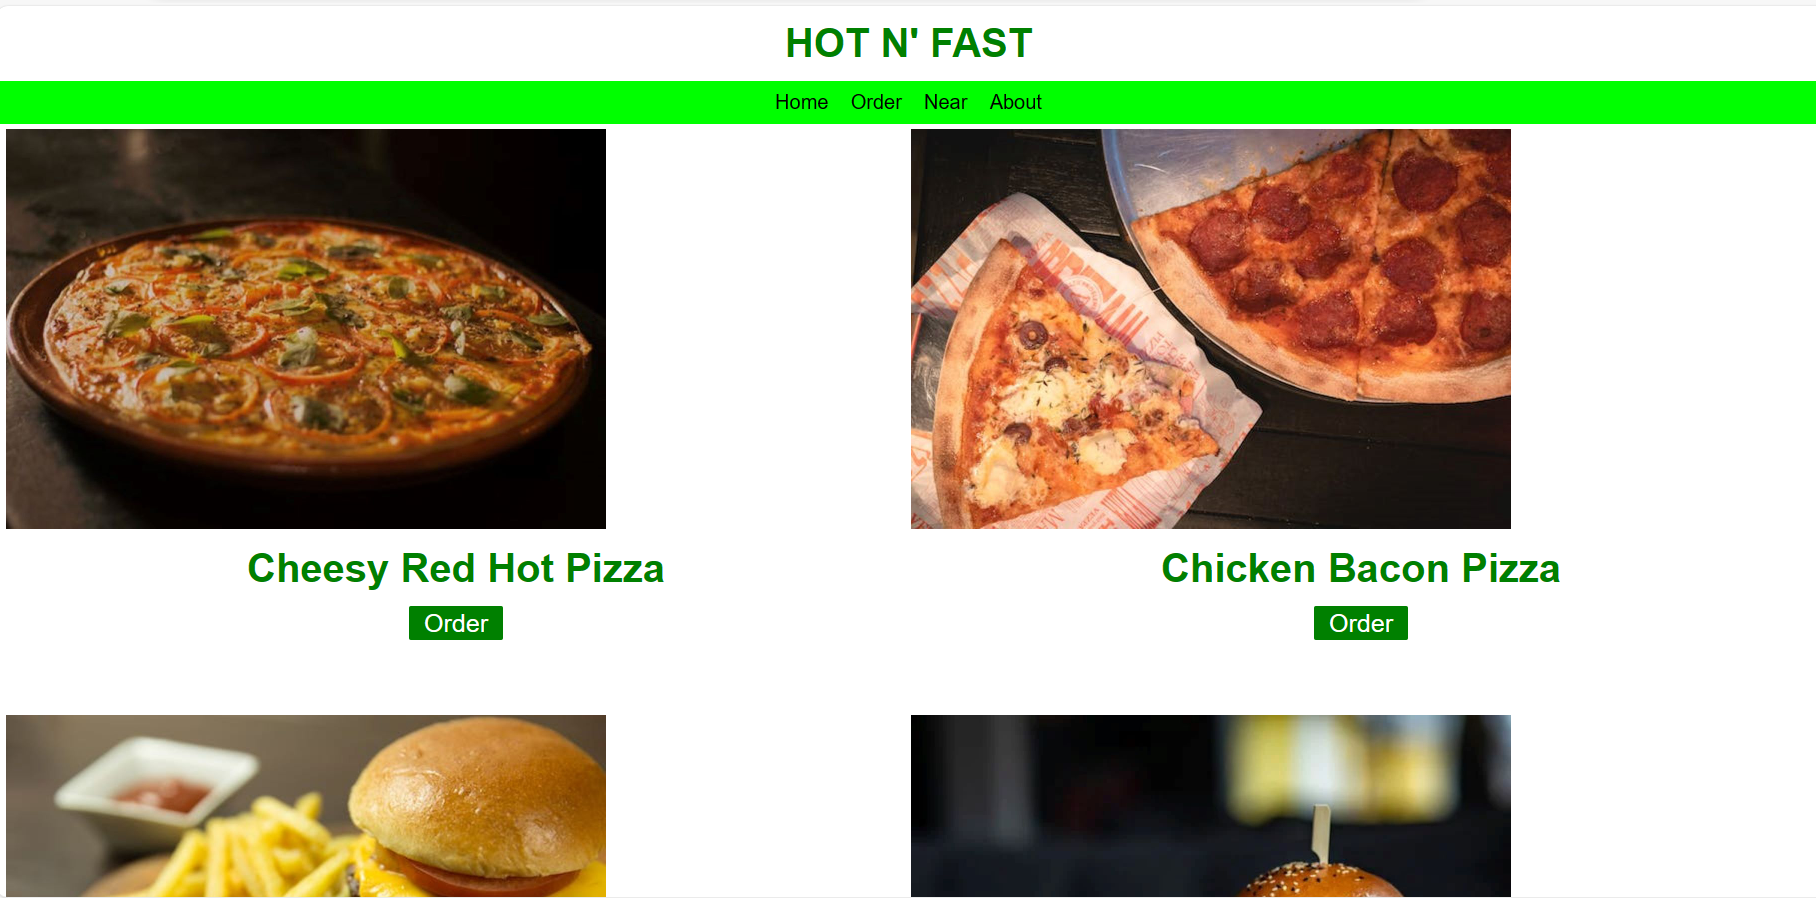 HOT N' FAST
Home Order Near About
Cheesy Red Hot Pizza
Chicken Bacon Pizza
Order
Order